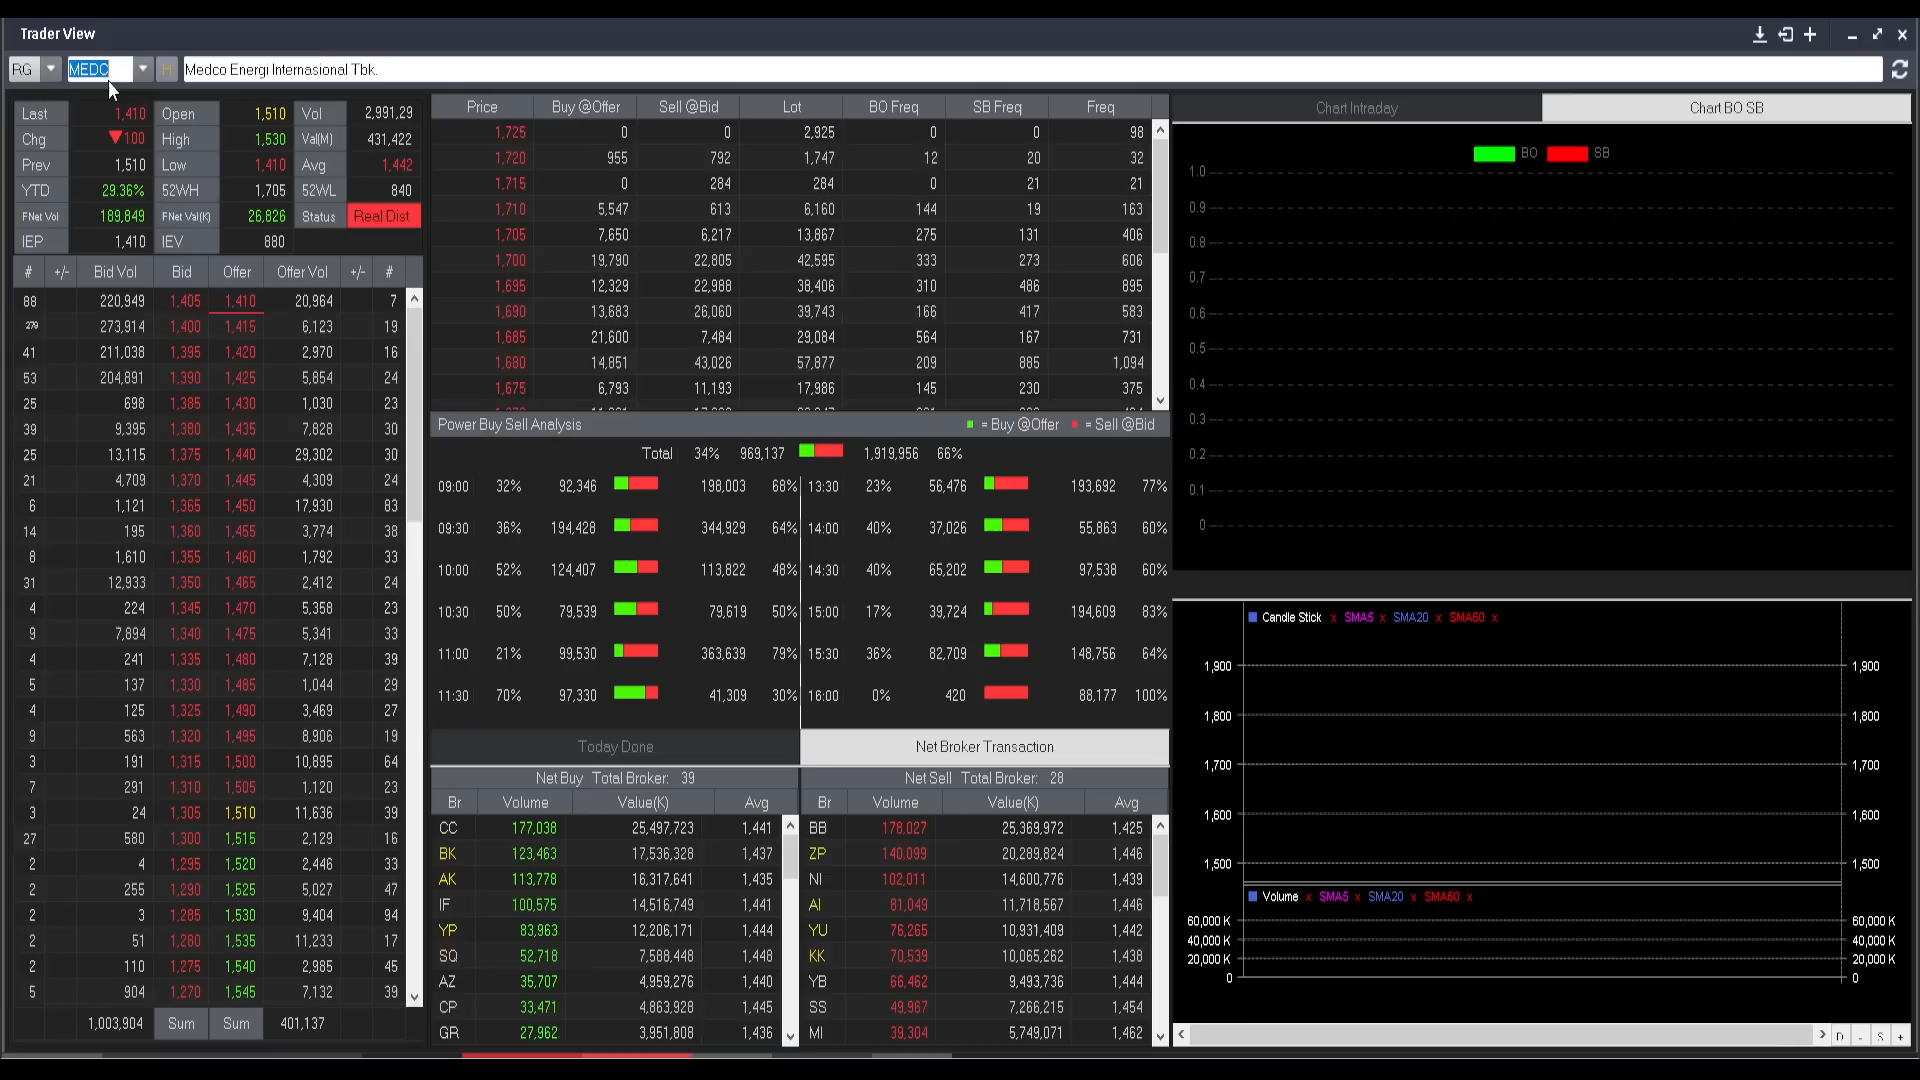 Trader View
RG MEDC H Medco Energi Internasional Tbk.
Last 1,410 Open 1,510 Vol 2,991,29
Chg ▼100 High 1,530 Val(M) 431,422
Prev 1,510 Low 1,410 Avg 1,442
YTD 29.36% 52WH 1,705 52WL 840
FNet Vol 189,849 FNet Val(K) 26,826 Status Real Dist
IEP 1,410 IEV 880
# +/- Bid Vol Bid Offer Offer Vol +/- #
88 220,949 1,405 1,410 20,964 7
279 273,914 1,400 1,415 6,123 19
41 211,038 1,395 1,420 2,970 16
53 204,891 1,390 1,425 5,854 24
25 698 1,385 1,430 1,030 23
39 9,395 1,380 1,435 7,828 30
25 13,115 1,375 1,440 29,302 30
21 4,709 1,370 1,445 4,309 24
6 1,121 1,365 1,450 17,930 83
14 195 1,360 1,455 3,774 38
8 1,610 1,355 1,460 1,792 33
31 12,933 1,350 1,465 2,412 24
4 224 1,345 1,470 5,358 23
9 7,894 1,340 1,475 5,341 33
4 241 1,335 1,480 7,128 39
5 137 1,330 1,485 1,044 29
4 125 1,325 1,490 3,469 27
9 563 1,320 1,495 8,906 19
3 191 1,315 1,500 10,895 64
7 291 1,310 1,505 1,120 23
3 24 1,305 1,510 11,636 39
27 580 1,300 1,515 2,129 16
2 4 1,295 1,520 2,446 33
2 255 1,290 1,525 5,027 47
2 3 1,285 1,530 9,404 94
2 51 1,280 1,535 11,233 17
2 110 1,275 1,540 2,985 45
5 904 1,270 1,545 7,132 39
1,003,904 Sum Sum 401,137
Price Buy @Offer Sell @Bid Lot BO Freq SB Freq Freq
1,725 0 0 2,925 0 0 98
1,720 955 792 1,747 12 20 32
1,715 0 284 284 0 21 21
1,710 5,547 613 6,160 144 19 163
1,705 7,650 6,217 13,867 275 131 406
1,700 19,790 22,805 42,595 333 273 606
1,695 12,329 22,988 38,406 310 486 895
1,690 13,683 26,060 39,743 166 417 583
1,685 21,600 7,484 29,084 564 167 731
1,680 14,851 43,026 57,877 209 885 1,094
1,675 6,793 11,193 17,986 145 230 375
Power Buy Sell Analysis = Buy @Offer = Sell @Bid
Total 34% 969,137 1,919,956 66%
09:00 32% 92,346 198,003 68% 13:30 23% 56,476 193,692 77%
09:30 36% 194,428 344,929 64% 14:00 40% 37,026 55,863 60%
10:00 52% 124,407 113,822 48% 14:30 40% 65,202 97,538 60%
10:30 50% 79,539 79,619 50% 15:00 17% 39,724 194,609 83%
11:00 21% 99,530 363,639 79% 15:30 36% 82,709 148,756 64%
11:30 70% 97,330 41,309 30% 16:00 0% 420 88,177 100%
Today Done Net Broker Transaction
Net Buy Total Broker: 39 Net Sell Total Broker: 28
Br Volume Value(K) Avg Br Volume Value(K) Avg
CC 177,038 25,497,723 1,441 BB 178,027 25,369,972 1,425
BK 123,463 17,536,328 1,437 ZP 140,099 20,289,824 1,446
AK 113,778 16,317,641 1,435 NI 102,011 14,600,776 1,439
IF 100,575 14,516,749 1,441 AI 81,049 11,718,567 1,446
YP 83,963 12,206,171 1,444 YU 76,265 10,931,409 1,442
SQ 52,718 7,588,448 1,448 KK 70,539 10,065,262 1,438
AZ 35,707 4,959,276 1,440 YB 66,462 9,493,736 1,444
CP 33,471 4,863,928 1,445 SS 49,967 7,266,215 1,454
GR 27,962 3,951,808 1,436 MI 39,304 5,749,071 1,462
Chart Intraday Chart BO SB
BO SB
1.0
0.9
0.8
0.7
0.6
0.5
0.4
0.3
0.2
0.1
0
Candle Stick x SMA5 x SMA20 x SMA60 x
1,900 1,900
1,800 1,800
1,700 1,700
1,600 1,600
1,500 1,500
Volume x SMA5 x SMA20 x SMA60 x
60,000 K 60,000 K
40,000 K 40,000 K
20,000 K 20,000 K
0 0
D - S +